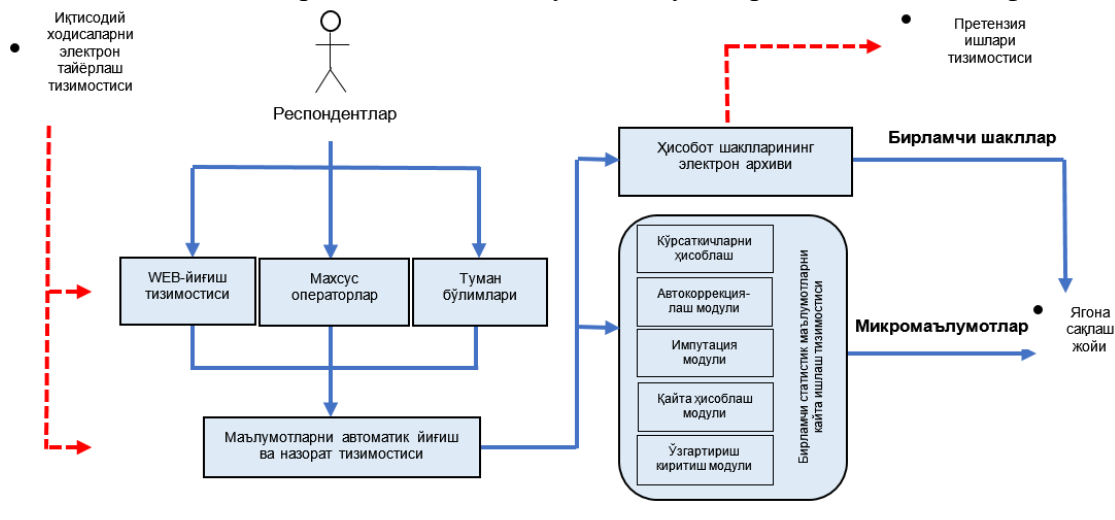 Иқтисодий
ходисаларни
электрон
тайёрлаш
тизимостиси
Респондентлар
WEB-йиғиш
тизимостиси
Махсус
операторлар
Туман
бўлимлари
Маълумотларни автоматик йиғиш
ва назорат тизимостиси
Претензия
ишлари
тизимостиси
Ҳисобот шаклларининг
электрон архиви
Бирламчи шакллар
Кўрсаткичларни
ҳисоблаш
Автокоррекция-
лаш модули
Импутация
модули
Қайта ҳисоблаш
модули
Ўзгартириш
киритиш модули
Бирламчи статистик маълумотларни
кайта ишлаш тизимостиси
Микромаълумотлар
Ягона
сақлаш
жойи